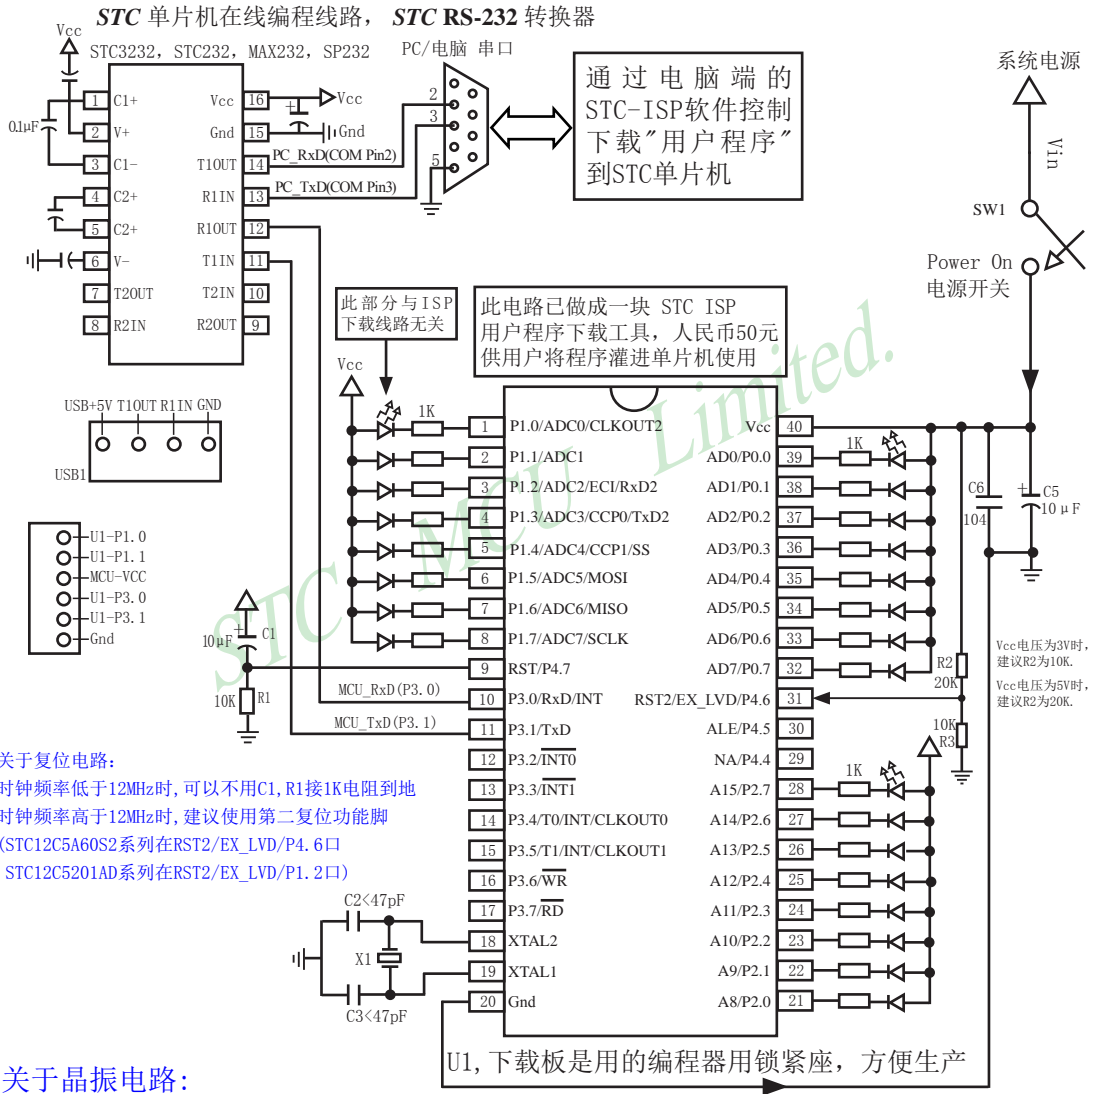 STC 单片机在线编程线路， STC RS-232 转换器
Vcc
STC3232, STC232, MAX232, SP232
PC/电脑 串口
通过电脑端的
STC-ISP软件控制
下载"用户程序"
到STC单片机
系统电源
Vin
SW1
Power On
电源开关
0.1μF
1 C1+
2 V+
3 C1-
4 C2+
5 C2+
6 V-
7 T2OUT
8 R2IN
Vcc 16
Gnd 15
T1OUT 14
R1IN 13
R1OUT 12
T1IN 11
T2IN 10
R2OUT 9
+
Vcc
Gnd
PC_RxD(COM Pin2)
PC_TxD(COM Pin3)
2
3
5
此部分与ISP
下载线路无关
此电路已做成一块 STC ISP
用户程序下载工具，人民币50元
供用户将程序灌进单片机使用
USB+5V T1OUT R1IN GND
USB1
U1-P1.0
U1-P1.1
MCU-VCC
U1-P3.0
U1-P3.1
Gnd
Vcc
1K
1 P1.0/ADC0/CLKOUT2
2 P1.1/ADC1
3 P1.2/ADC2/ECI/RxD2
4 P1.3/ADC3/CCP0/TxD2
5 P1.4/ADC4/CCP1/SS
6 P1.5/ADC5/MOSI
7 P1.6/ADC6/MISO
8 P1.7/ADC7/SCLK
9 RST/P4.7
10 P3.0/RxD/INT
11 P3.1/TxD
12 P3.2/INT0
13 P3.3/INT1
14 P3.4/T0/INT/CLKOUT0
15 P3.5/T1/INT/CLKOUT1
16 P3.6/WR
17 P3.7/RD
18 XTAL2
19 XTAL1
20 Gnd
Vcc 40
AD0/P0.0 39
AD1/P0.1 38
AD2/P0.2 37
AD3/P0.3 36
AD4/P0.4 35
AD5/P0.5 34
AD6/P0.6 33
AD7/P0.7 32
RST2/EX_LVD/P4.6 31
ALE/P4.5 30
NA/P4.4 29
A15/P2.7 28
A14/P2.6 27
A13/P2.5 26
A12/P2.4 25
A11/P2.3 24
A10/P2.2 23
A9/P2.1 22
A8/P2.0 21
1K
C6
104
+
C5
10μF
R2
20K
10K
R3
Vcc电压为3V时，
建议R2为10K.
Vcc电压为5V时，
建议R2为20K.
1K
10μF
+
C1
10K
R1
MCU_RxD(P3.0)
MCU_TxD(P3.1)
关于复位电路:
时钟频率低于12MHz时,可以不用C1,R1接1K电阻到地
时钟频率高于12MHz时,建议使用第二复位功能脚
(STC12C5A60S2系列在RST2/EX_LVD/P4.6口
STC12C5201AD系列在RST2/EX_LVD/P1.2口)
C2<47pF
X1
C3<47pF
U1,下载板是用的编程器用锁紧座，方便生产
关于晶振电路:
STC MCU Limited.